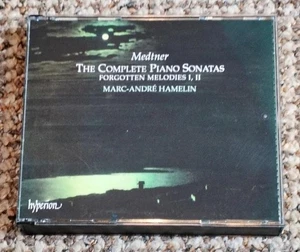 Medtner
THE COMPLETE PIANO SONATAS
FORGOTTEN MELODIES I, II
MARC-ANDRÉ HAMELIN
hyperion